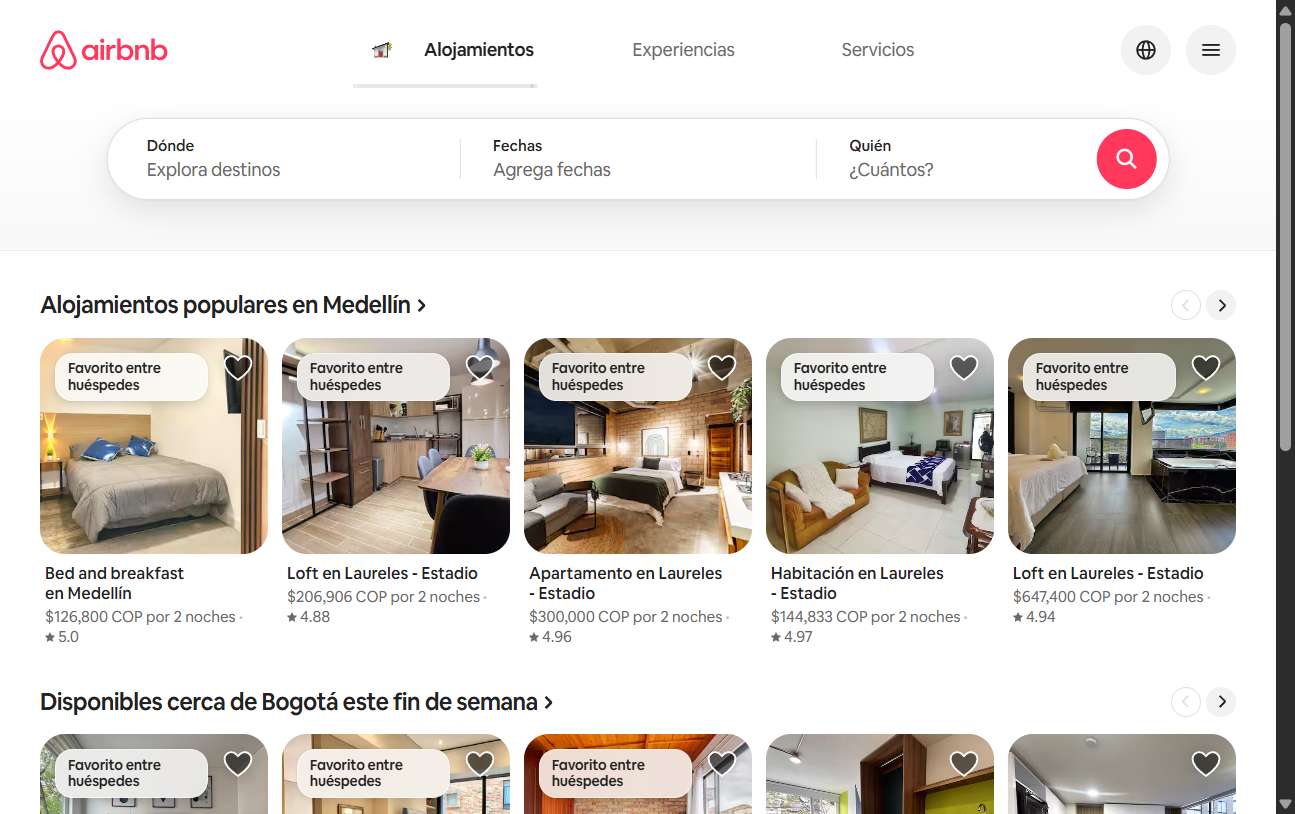 airbnb
Alojamientos
Experiencias
Servicios
Dónde
Explora destinos
Fechas
Agrega fechas
Quién
¿Cuántos?
Alojamientos populares en Medellín
Favorito entre
huéspedes
Favorito entre
huéspedes
Favorito entre
huéspedes
Favorito entre
huéspedes
Favorito entre
huéspedes
Bed and breakfast
en Medellín
$126,800 COP por 2 noches ·
★ 5.0
Loft en Laureles - Estadio
$206,906 COP por 2 noches ·
★ 4.88
Apartamento en Laureles
- Estadio
$300,000 COP por 2 noches ·
★ 4.96
Habitación en Laureles
- Estadio
$144,833 COP por 2 noches ·
★ 4.97
Loft en Laureles - Estadio
$647,400 COP por 2 noches ·
★ 4.94
Disponibles cerca de Bogotá este fin de semana
Favorito entre
huéspedes
Favorito entre
huéspedes
Favorito entre
huéspedes